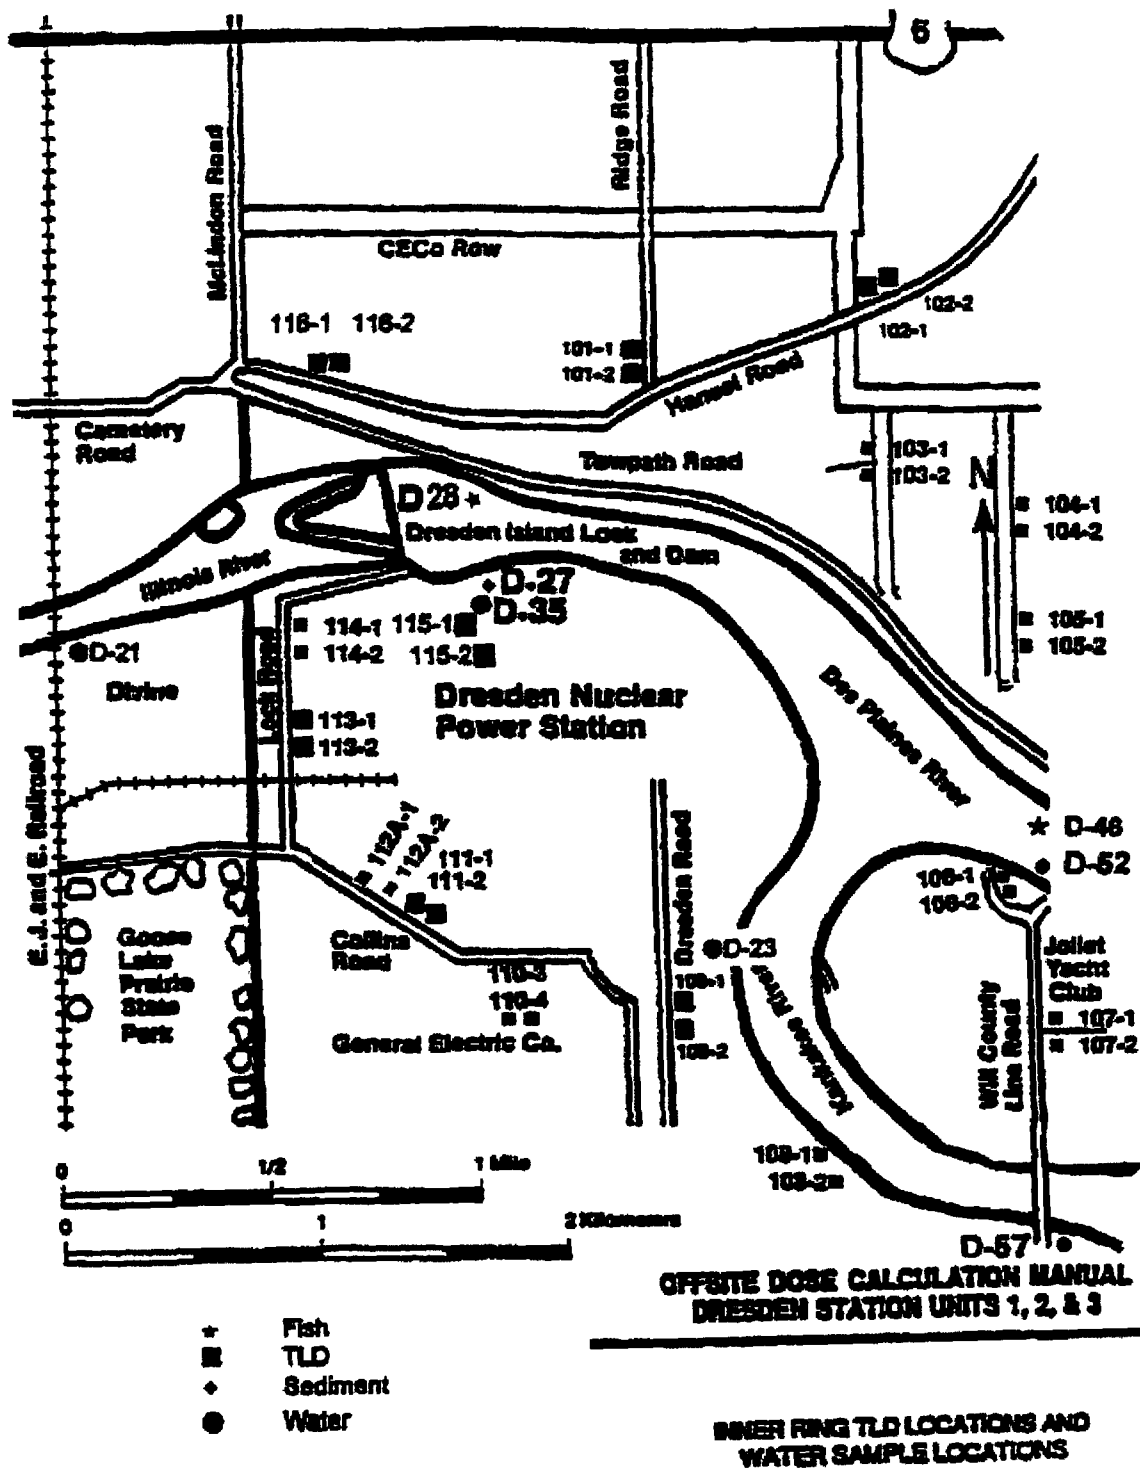 6
McLindon Road
Ridge Road
CECo Row
116-1 116-2
101-1
101-2
102-2
102-1
Hansel Road
Cemetery
Road
Towpath Road
103-1
103-2
N
104-1
104-2
D 28
Dresden Island Lock
and Dam
Illinois River
D-27
D-35
105-1
105-2
114-1 115-1
114-2 115-2
D-21
Divine
Lock Road
Dresden Nuclear
Power Station
Des Plaines River
113-1
113-2
E.J. and E. Railroad
112A-1
112A-2
111-1
111-2
Dresden Road
D-46
D-52
106-1
106-2
Goose
Lake
Prairie
State
Park
Collins
Road
D-23
Kankakee River
Joliet
Yacht
Club
110-3
110-4
109-1
109-2
General Electric Co.
Will County
Line Road
107-1
107-2
108-1
108-2
0 1/2 1 Mile
0 1 2 Kilometers
D-57
OFFSITE DOSE CALCULATION MANUAL
DRESDEN STATION UNITS 1, 2, & 3
Fish
TLD
Sediment
Water
INNER RING TLD LOCATIONS AND
WATER SAMPLE LOCATIONS